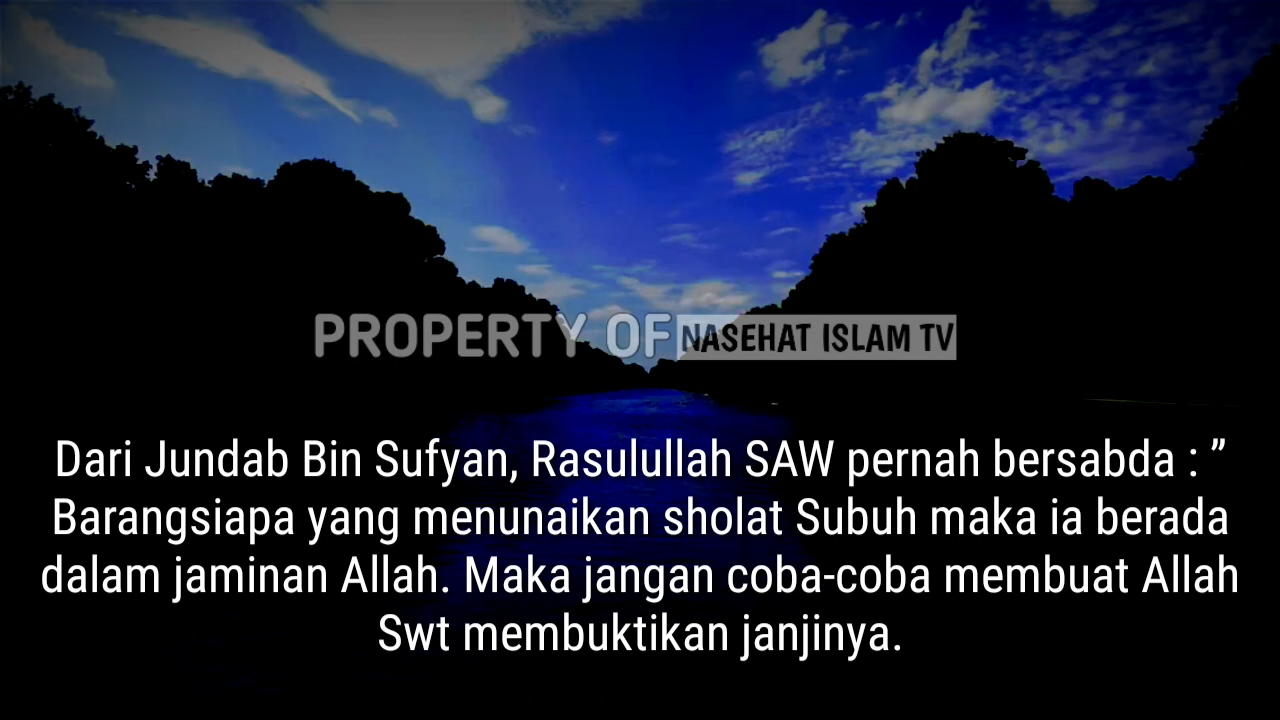 PROPERTY OF NASEHAT ISLAM TV
Dari Jundab Bin Sufyan, Rasulullah SAW pernah bersabda : ”
Barangsiapa yang menunaikan sholat Subuh maka ia berada
dalam jaminan Allah. Maka jangan coba-coba membuat Allah
Swt membuktikan janjinya.